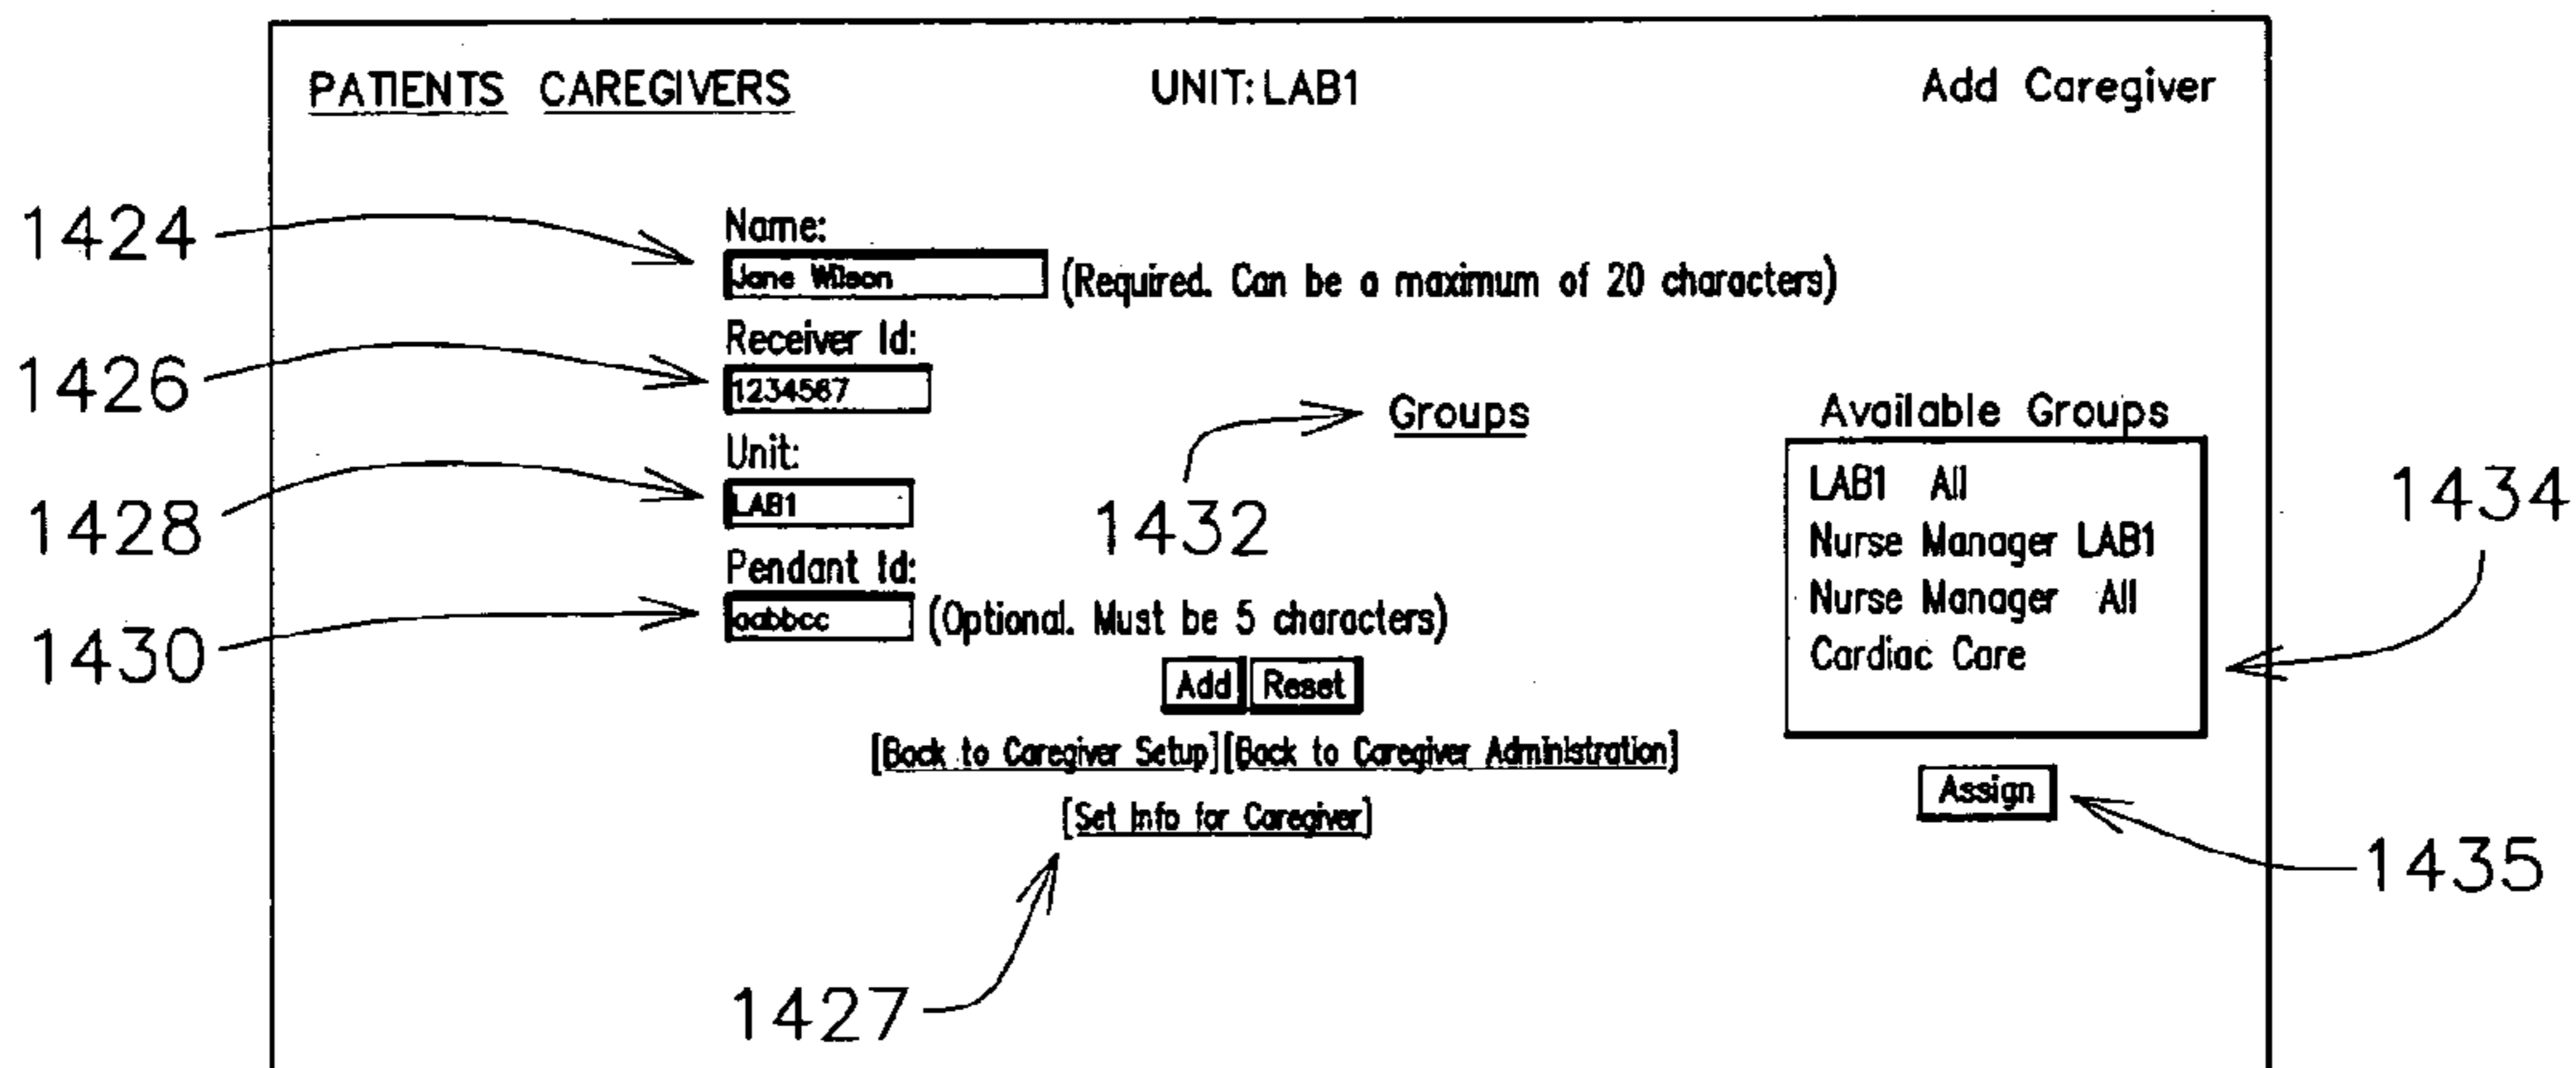 PATIENTS CAREGIVERS UNIT: LAB1 Add Caregiver
1424
Name:
Jane Wilson (Required. Can be a maximum of 20 characters)
1426
Receiver Id:
1234567
1432 Groups
Available Groups
LAB1 All
Nurse Manager LAB1
Nurse Manager All
Cardiac Care
1434
1428
Unit:
LAB1
1430
Pendant Id:
aabbcc (Optional. Must be 5 characters)
Add Reset
[Back to Caregiver Setup][Back to Caregiver Administration]
[Set Info for Caregiver]
Assign
1435
1427